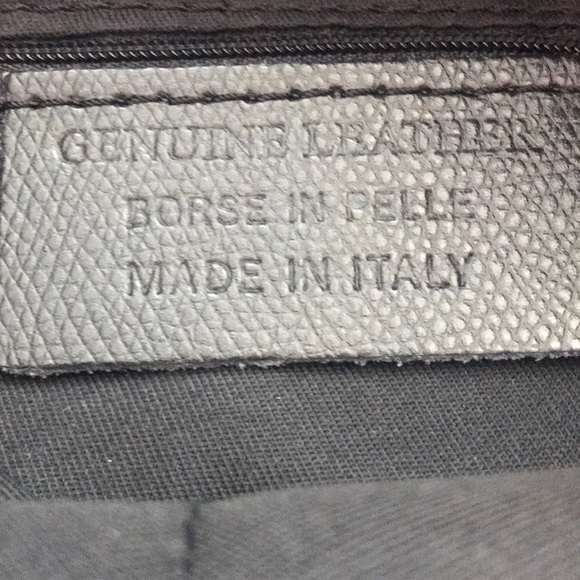 GENUINE LEATHER
BORSE IN PELLE
MADE IN ITALY